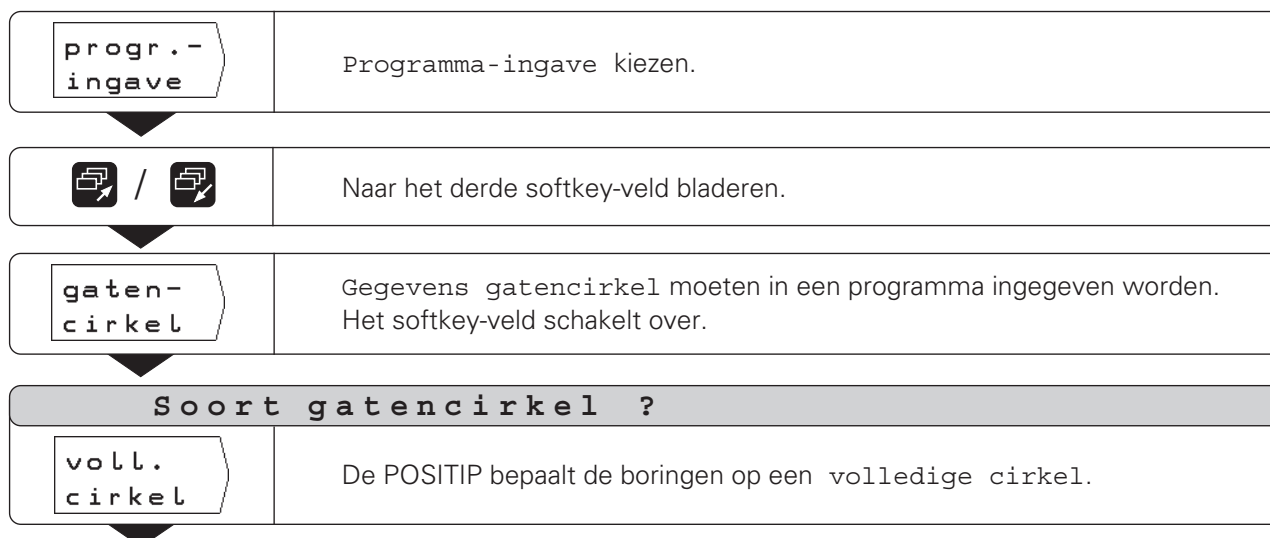 progr.-
ingave
Programma-ingave kiezen.
/
Naar het derde softkey-veld bladeren.
gaten-
cirkel
Gegevens gatencirkel moeten in een programma ingegeven worden.
Het softkey-veld schakelt over.
Soort gatencirkel ?
voll.
cirkel
De POSITIP bepaalt de boringen op een volledige cirkel.